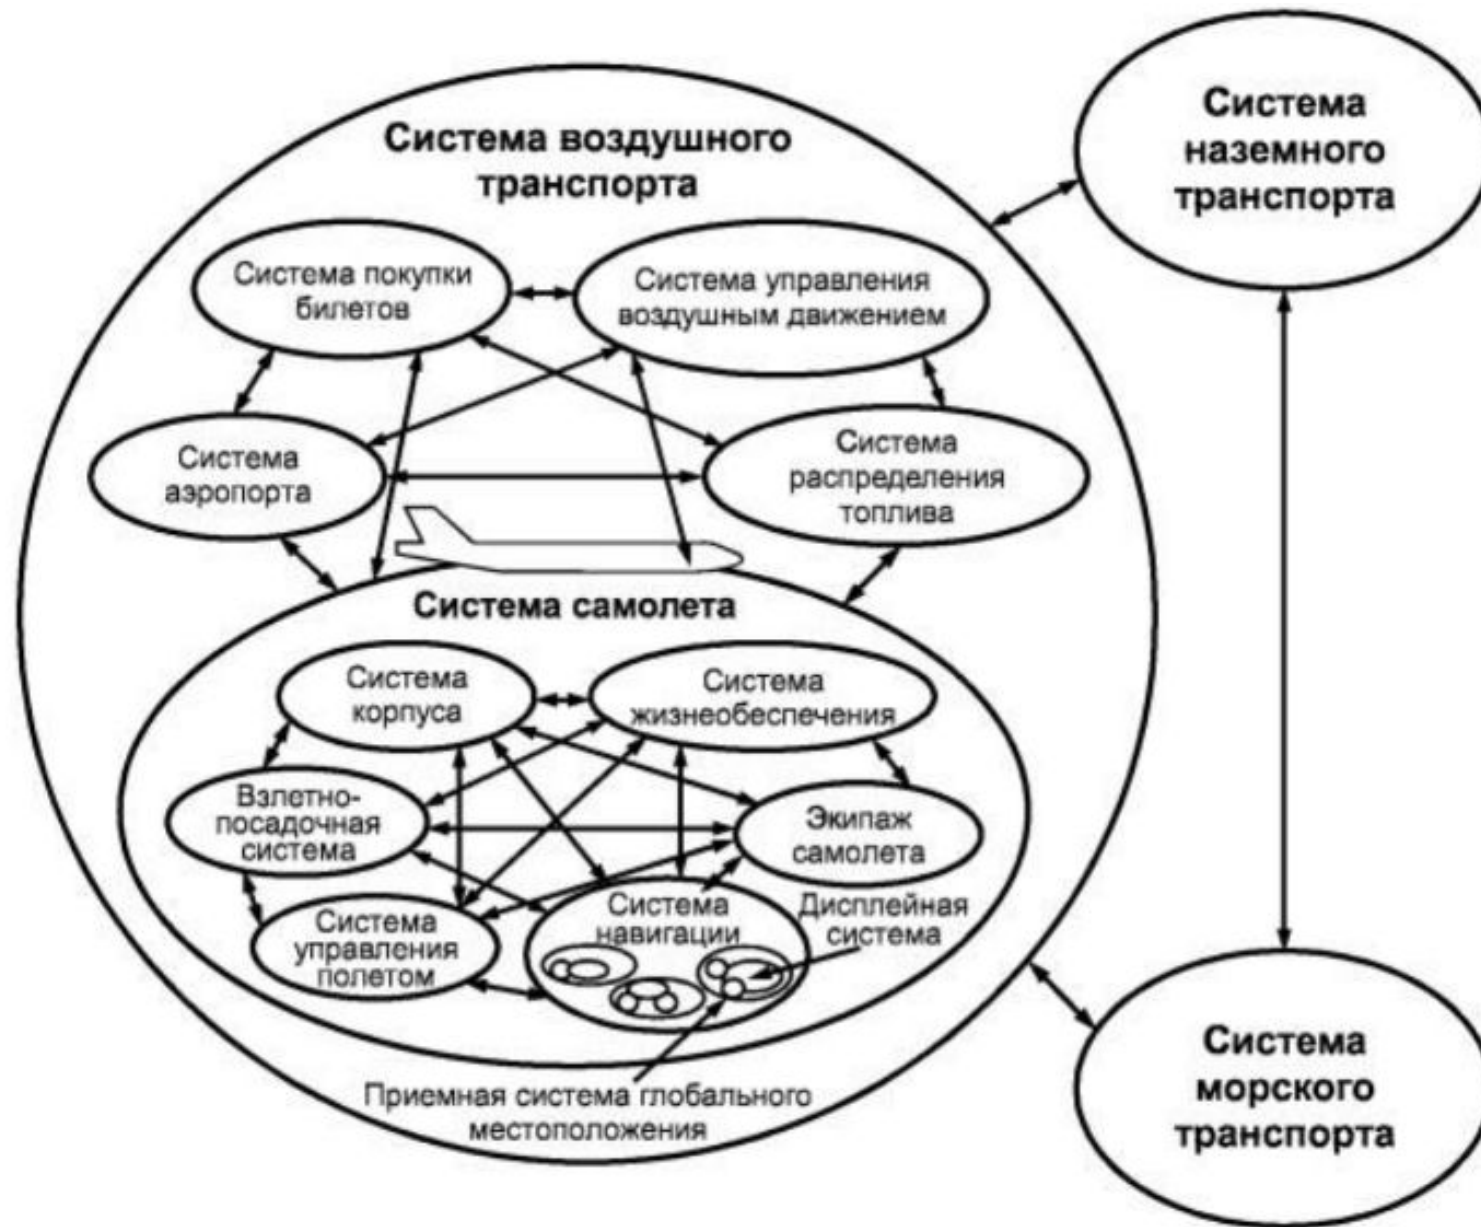 Система воздушного
транспорта
Система
наземного
транспорта
Система покупки
билетов
Система управления
воздушным движением
Система
аэропорта
Система
распределения
топлива
Система самолета
Система
корпуса
Система
жизнеобеспечения
Взлетно-
посадочная
система
Экипаж
самолета
Система
управления
полетом
Система
навигации
Дисплейная
система
Приемная система глобального
местоположения
Система
морского
транспорта